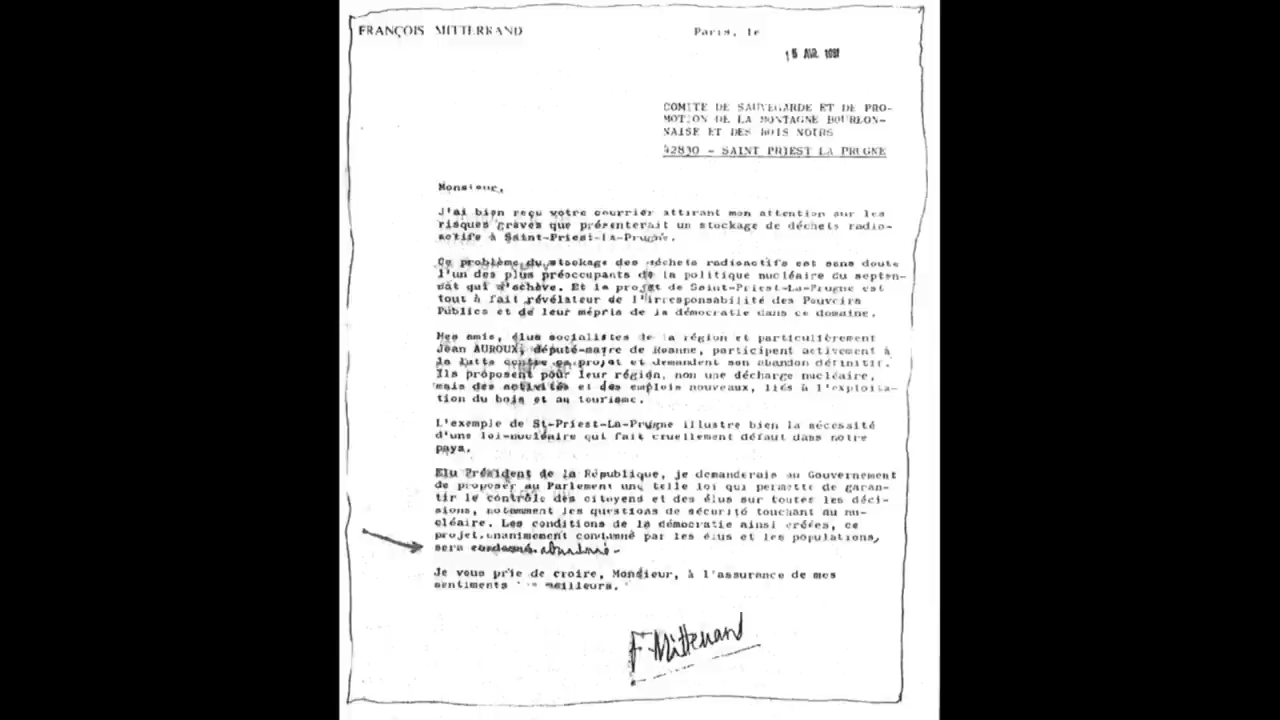 FRANÇOIS MITTERRAND
Paris, le
15 AVR. 1981
COMITE DE SAUVEGARDE ET DE PRO-
MOTION DE LA MONTAGNE BOURBON-
NAISE ET DES BOIS NOIRS
42830 - SAINT PRIEST LA PRUGNE
Monsieur,
J'ai bien reçu votre courrier attirant mon attention sur les
risques graves que présenterait un stockage de déchets radio-
actifs à Saint-Priest-la-Prugne.
Ce problème du stockage des déchets radioactifs est sans doute
l'un des plus préoccupants de la politique nucléaire du septen-
nat qui s'achève. Et le projet de Saint-Priest-La-Prugne est
tout à fait révélateur de l'irresponsabilité des Pouvoirs
Publics et de leur mépris de la démocratie dans ce domaine.
Mes amis, élus socialistes de la région et particulièrement
Jean AUROUX, député-maire de Roanne, participent activement à
la lutte contre ce projet et demandent son abandon définitif.
Ils proposent pour leur région, non une décharge nucléaire,
mais des activités et des emplois nouveaux, liés à l'exploita-
tion du bois et au tourisme.
L'exemple de St-Priest-La-Prugne illustre bien la nécessité
d'une loi-nucléaire qui fait cruellement défaut dans notre
pays.
Elu Président de la République, je demanderais au Gouvernement
de proposer au Parlement une telle loi qui permette de garan-
tir le contrôle des citoyens et des élus sur toutes les déci-
sions, notamment les questions de sécurité touchant au nu-
cléaire. Les conditions de la démocratie ainsi créées, ce
projet unanimement condamné par les élus et les populations,
sera condamné abandonné.
Je vous prie de croire, Monsieur, à l'assurance de mes
sentiments meilleurs.
F. Mitterrand